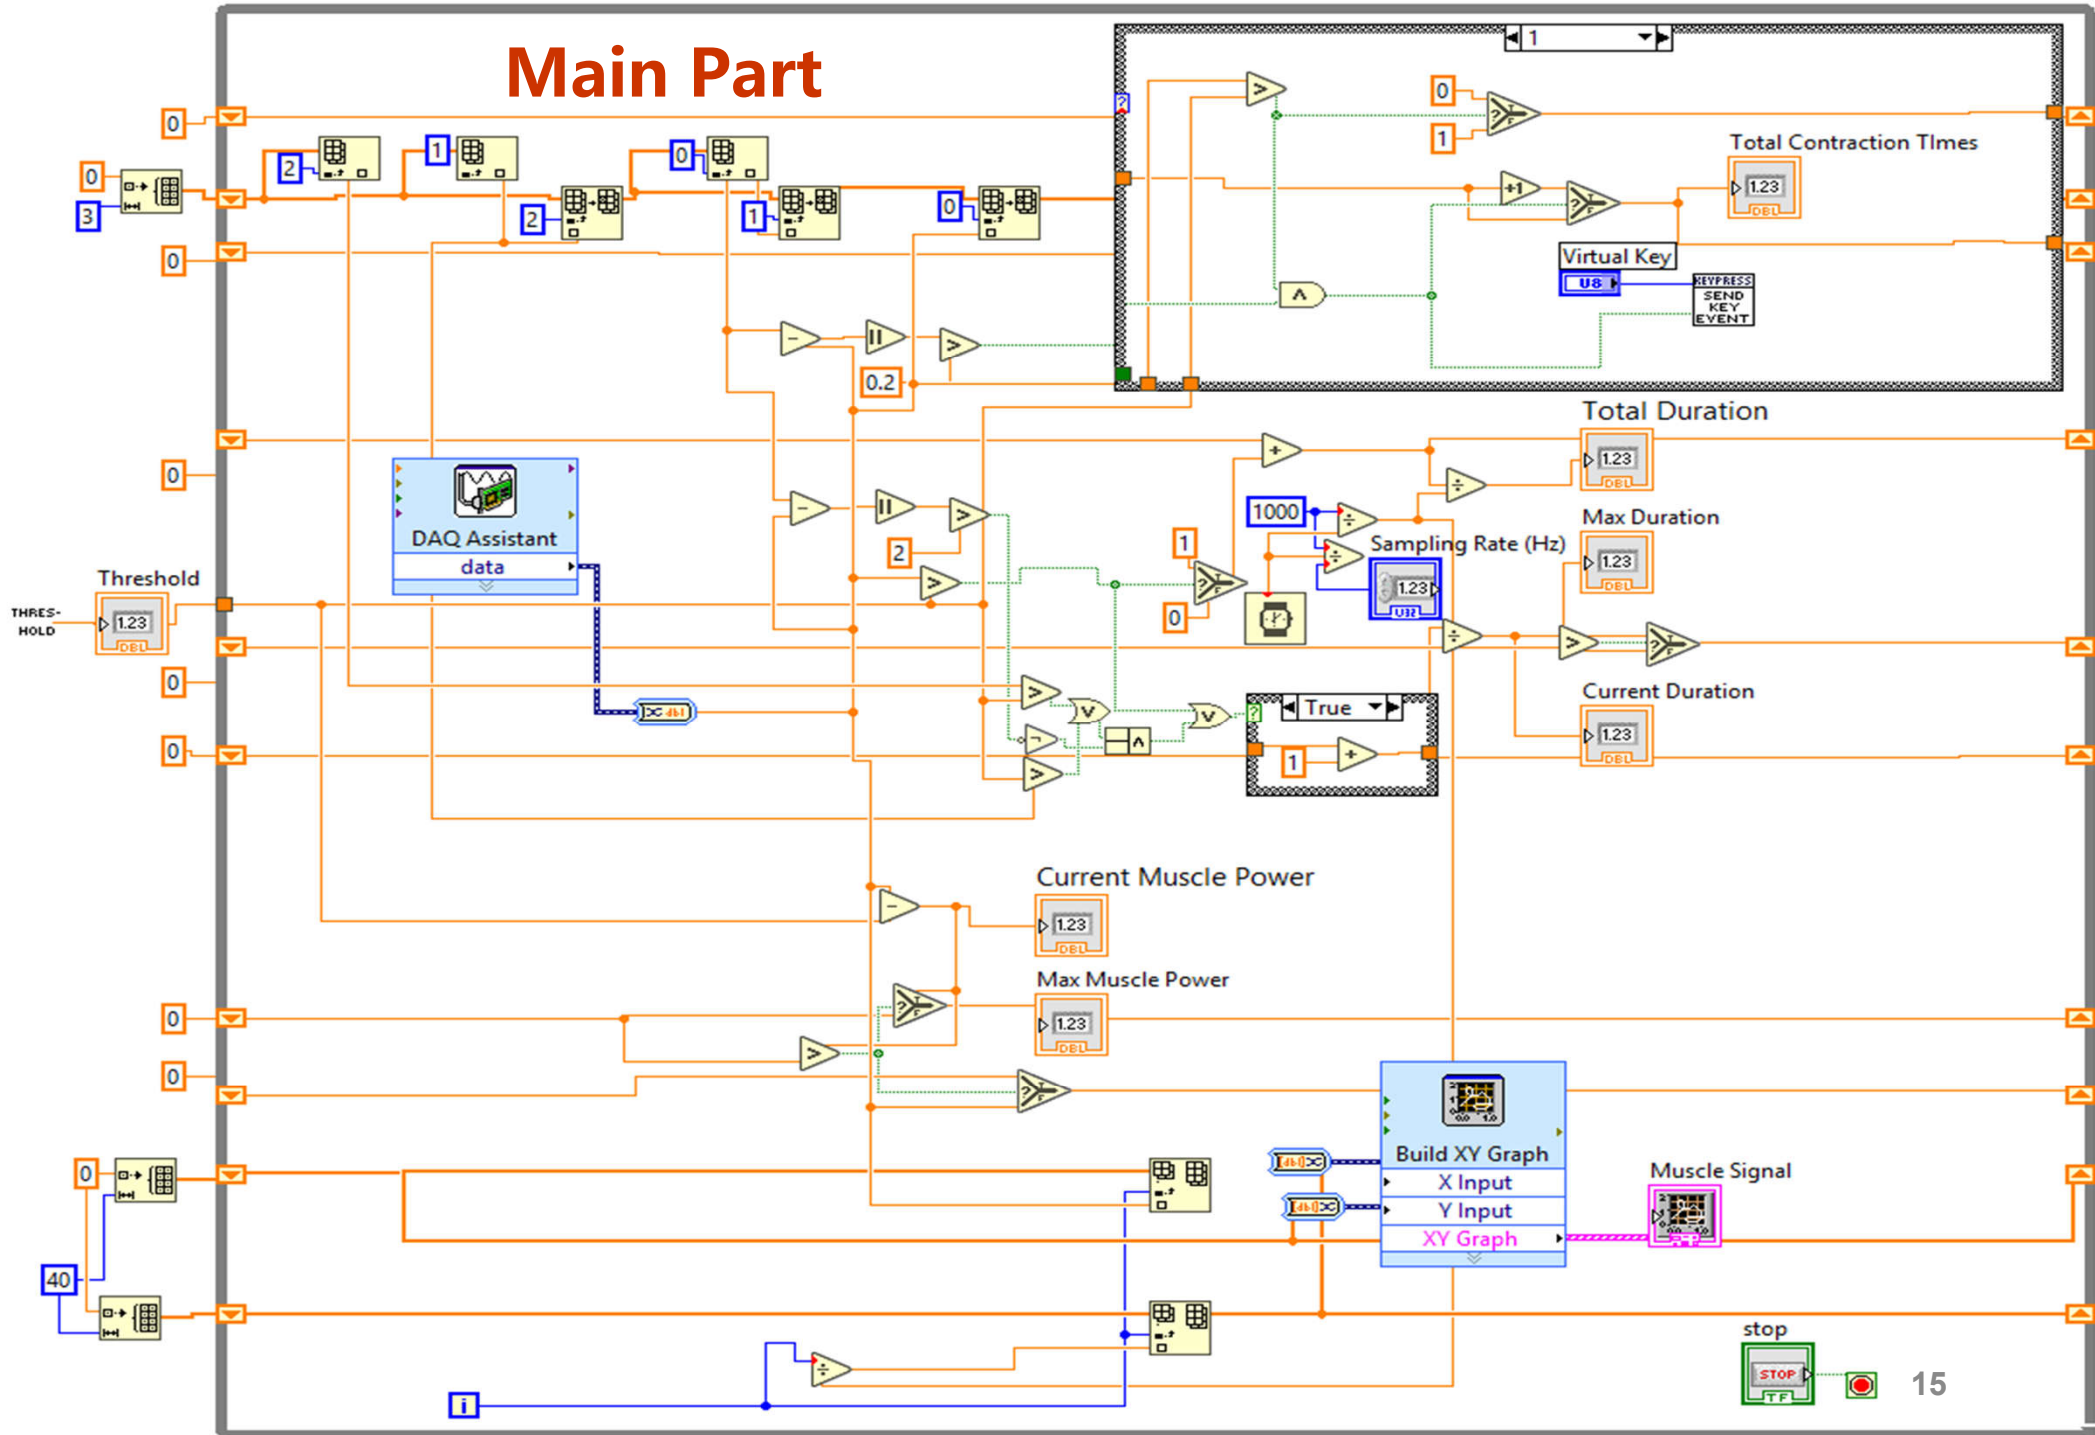 Main Part
1
0
0
1
Total Contraction TImes
1.23
DBL
0
3
2
1
0
2
1
0
0
+1
Virtual Key
U8
KEYPRESS
SEND
KEY
EVENT
0.2
Total Duration
1.23
DBL
0
DAQ Assistant
data
1000
Max Duration
1.23
DBL
Sampling Rate (Hz)
1.23
U32
2
1
0
Threshold
THRES-
HOLD
1.23
DBL
0
0
True
1
Current Duration
1.23
DBL
Current Muscle Power
1.23
DBL
Max Muscle Power
1.23
DBL
0
0
0
40
Build XY Graph
X Input
Y Input
XY Graph
Muscle Signal
i
stop
STOP
TF
15